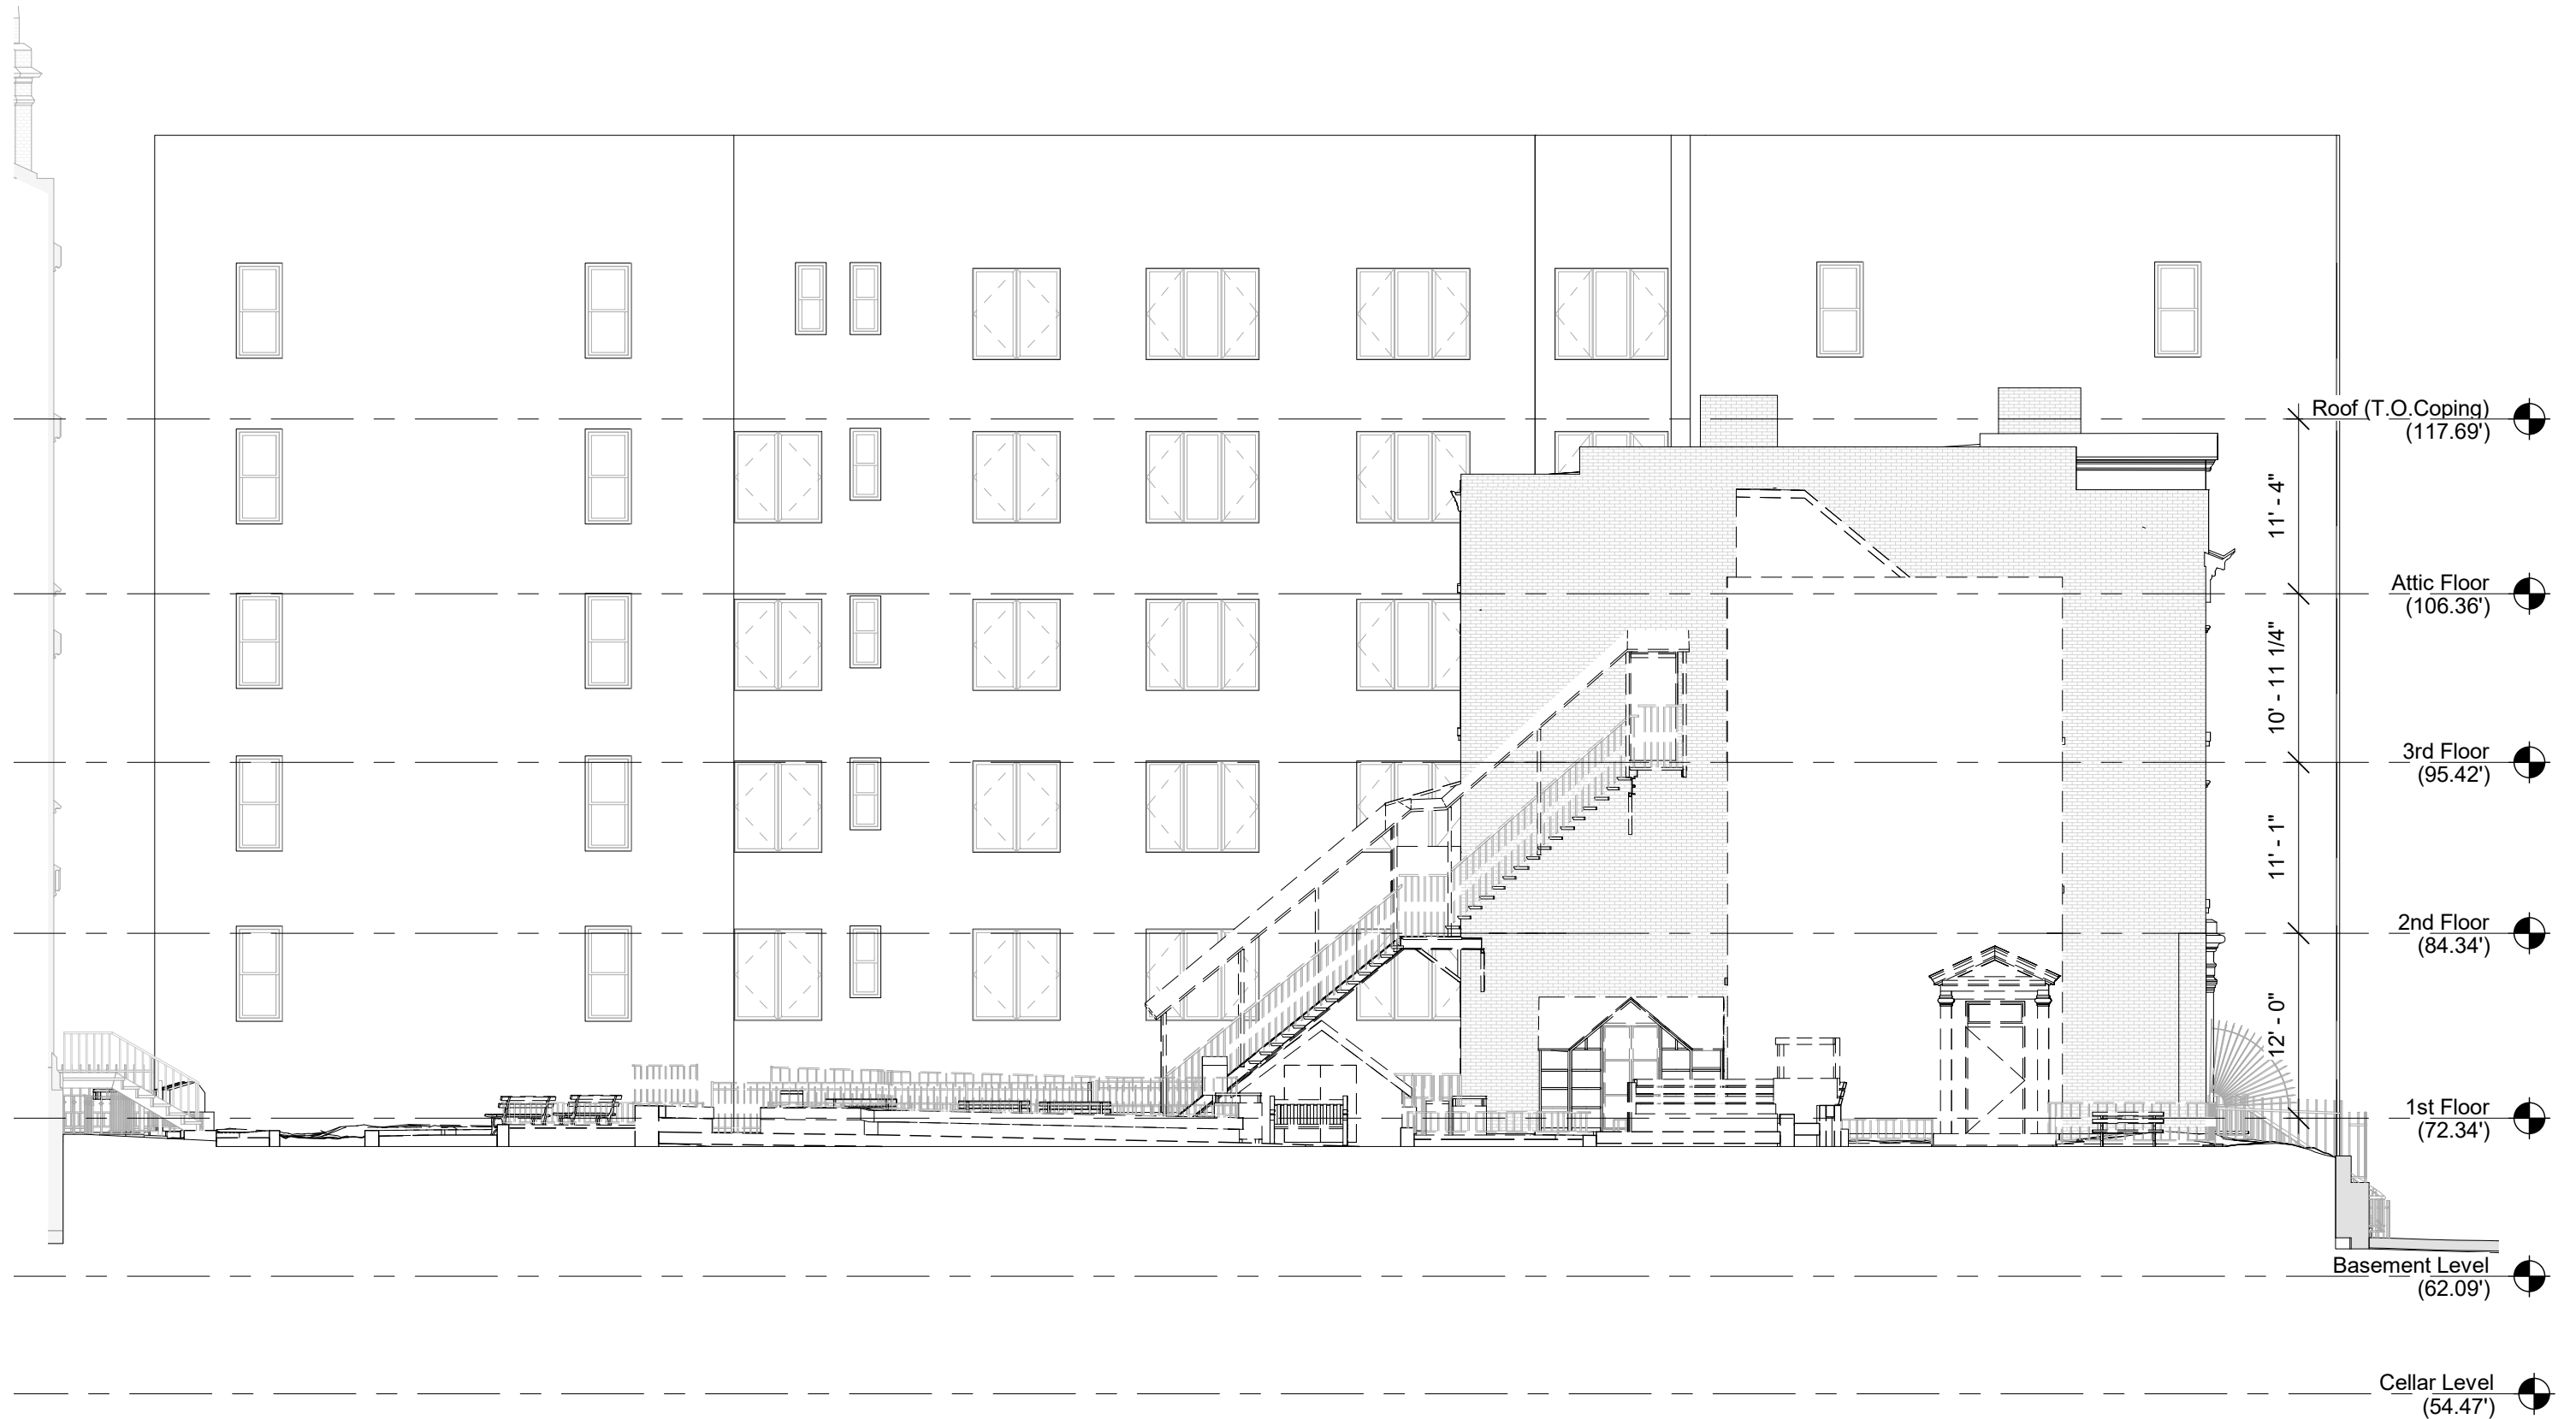 Roof (T.O.Coping)
(117.69')
11' - 4"
Attic Floor
(106.36')
10' - 11 1/4"
3rd Floor
(95.42')
11' - 1"
2nd Floor
(84.34')
12' - 0"
1st Floor
(72.34')
Basement Level
(62.09')
Cellar Level
(54.47')